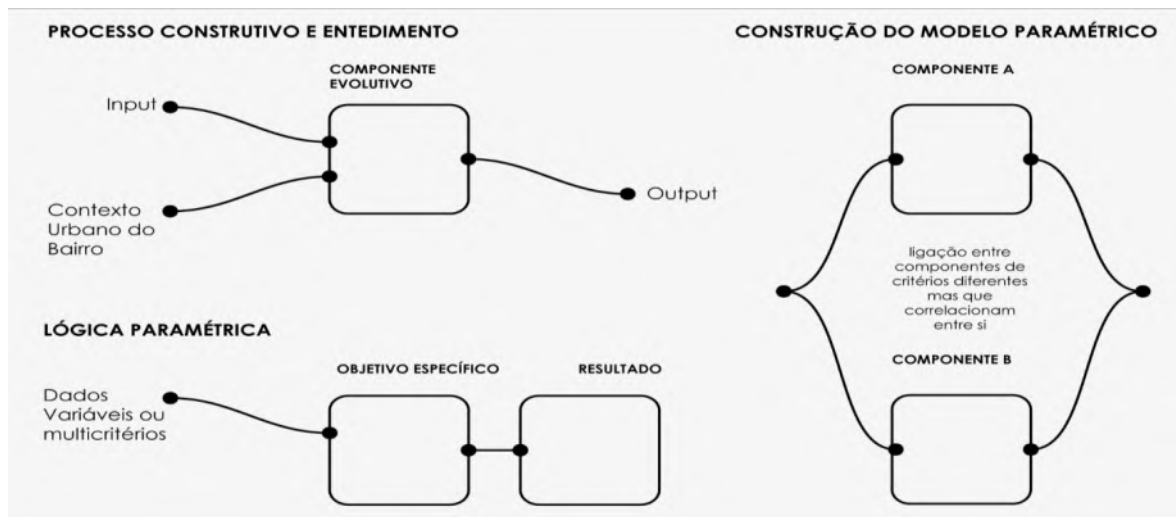 PROCESSO CONSTRUTIVO E ENTEDIMENTO
COMPONENTE
EVOLUTIVO
Input
Contexto
Urbano do
Bairro
Output
LÓGICA PARAMÉTRICA
OBJETIVO ESPECÍFICO
RESULTADO
Dados
Variáveis ou
multicritérios
CONSTRUÇÃO DO MODELO PARAMÉTRICO
COMPONENTE A
ligação entre
componentes de
critérios diferentes
mas que
correlacionam
entre si
COMPONENTE B